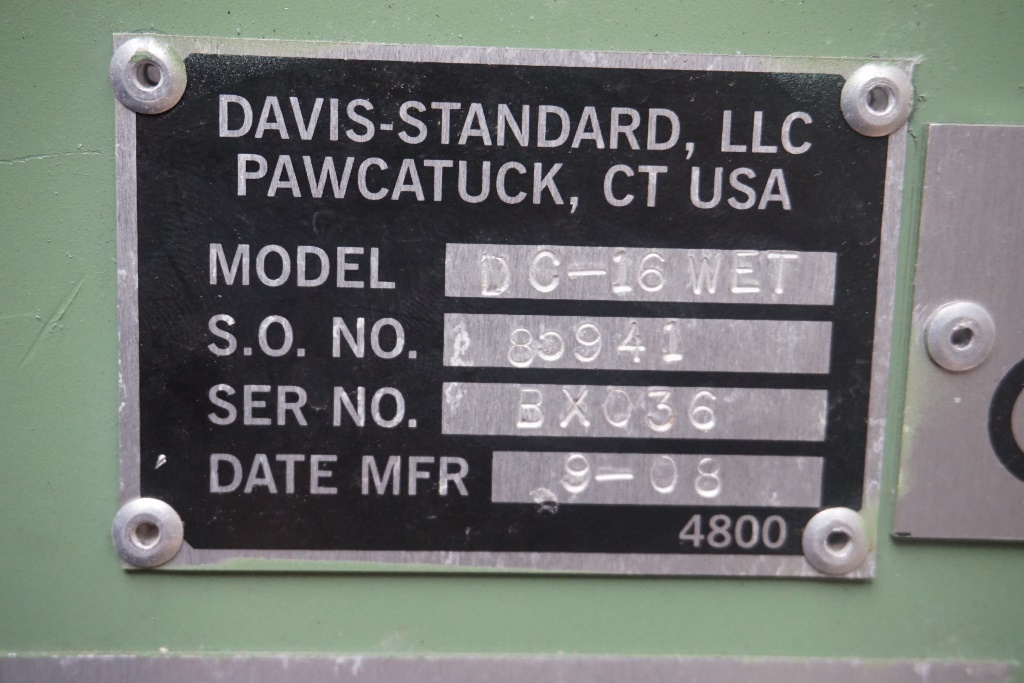 DAVIS-STANDARD, LLC
PAWCATUCK, CT USA
MODEL DC-16 WET
S.O. NO. 85941
SER NO. BX036
DATE MFR 9-08
4800